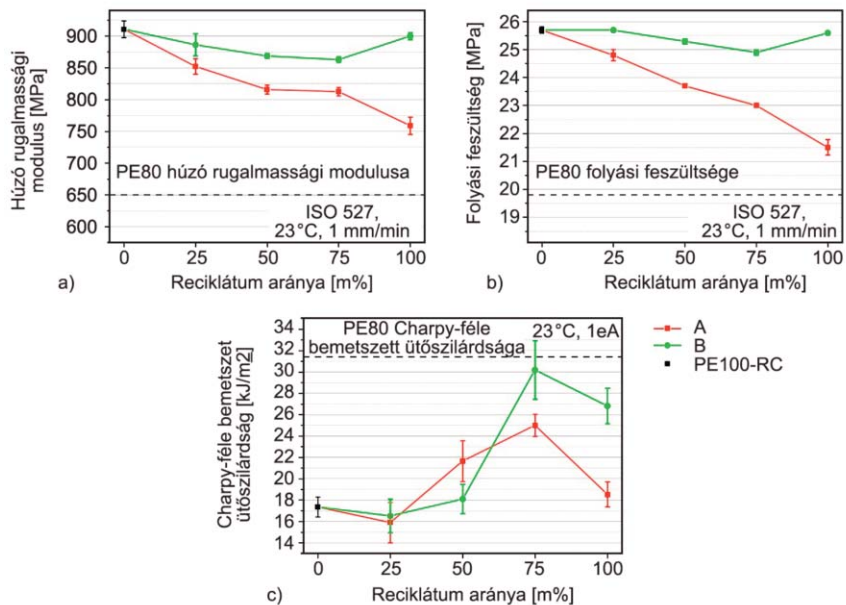 Húzó rugalmassági
modulus [MPa]
900
850
800
750
700
650
600
PE80 húzó rugalmassági modulusa
ISO 527,
23°C, 1 mm/min
0 25 50 75 100
a) Reciklátum aránya [m%]
Folyási feszültség [MPa]
26
25
24
23
22
21
20
19
PE80 folyási feszültsége
ISO 527,
23°C, 1 mm/min
0 25 50 75 100
b) Reciklátum aránya [m%]
Charpy-féle bemetszet
ütőszilárdság [kJ/m2]
34
32
30
28
26
24
22
20
18
16
14
PE80 Charpy-féle 23°C, 1eA
bemetszett ütőszilárdsága
0 25 50 75 100
c) Reciklátum aránya [m%]
A
B
PE100-RC